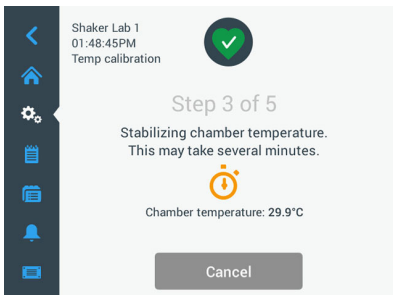 Shaker Lab 1
01:48:45PM
Temp calibration
Step 3 of 5
Stabilizing chamber temperature.
This may take several minutes.
Chamber temperature: 29.9°C
Cancel